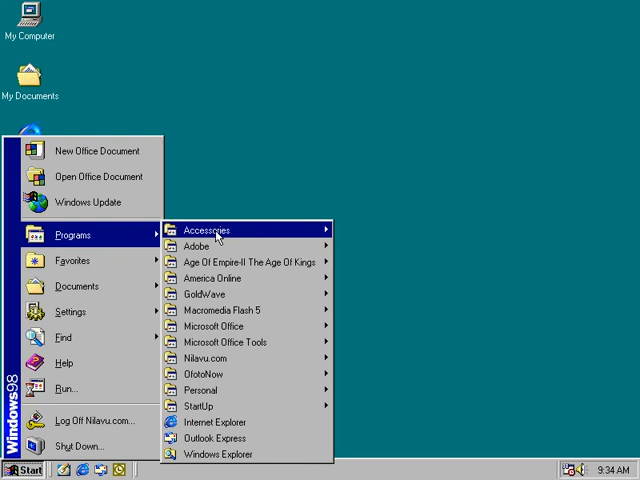 My Computer
My Documents
New Office Document
Open Office Document
Windows Update
Programs
Favorites
Documents
Settings
Find
Help
Run...
Log Off Nilavu.com...
Shut Down...
Windows98
Accessories
Adobe
Age Of Empire-II The Age Of Kings
America Online
GoldWave
Macromedia Flash 5
Microsoft Office
Microsoft Office Tools
Nilavu.com
OfotoNow
Personal
StartUp
Internet Explorer
Outlook Express
Windows Explorer
Start
9:34 AM